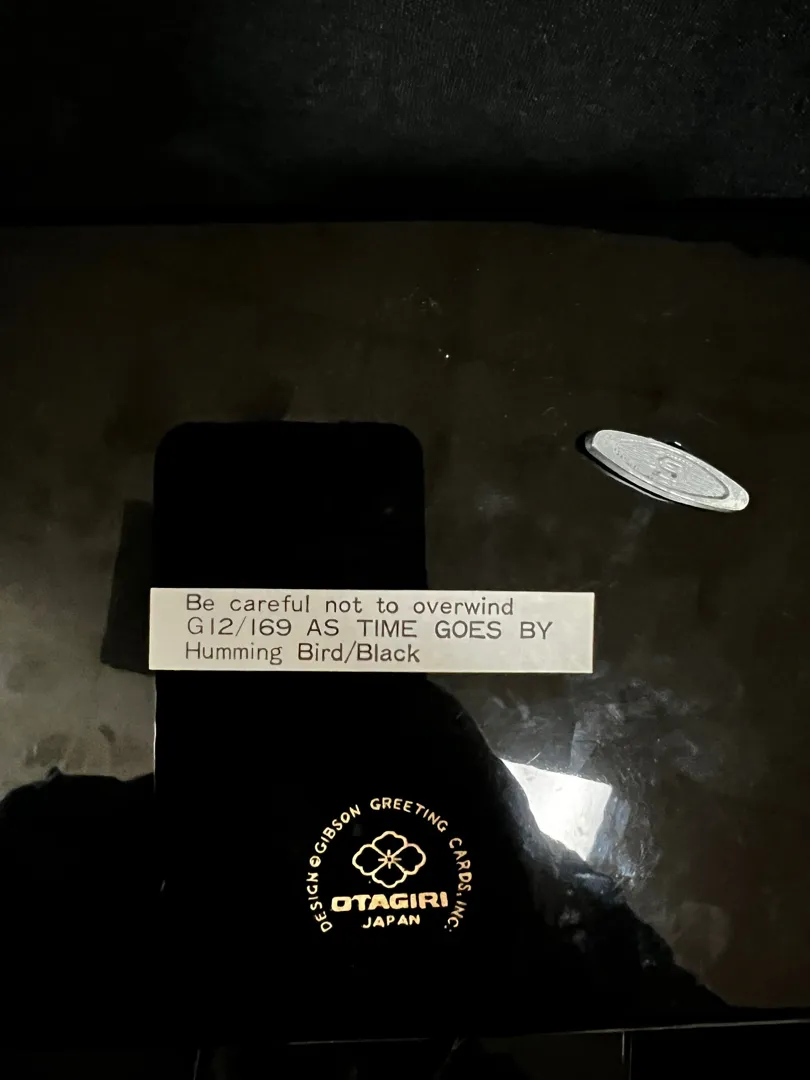 Be careful not to overwind
G12/169 AS TIME GOES BY
Humming Bird/Black
DESIGN © GIBSON GREETING CARDS, INC.
OTAGIRI
JAPAN